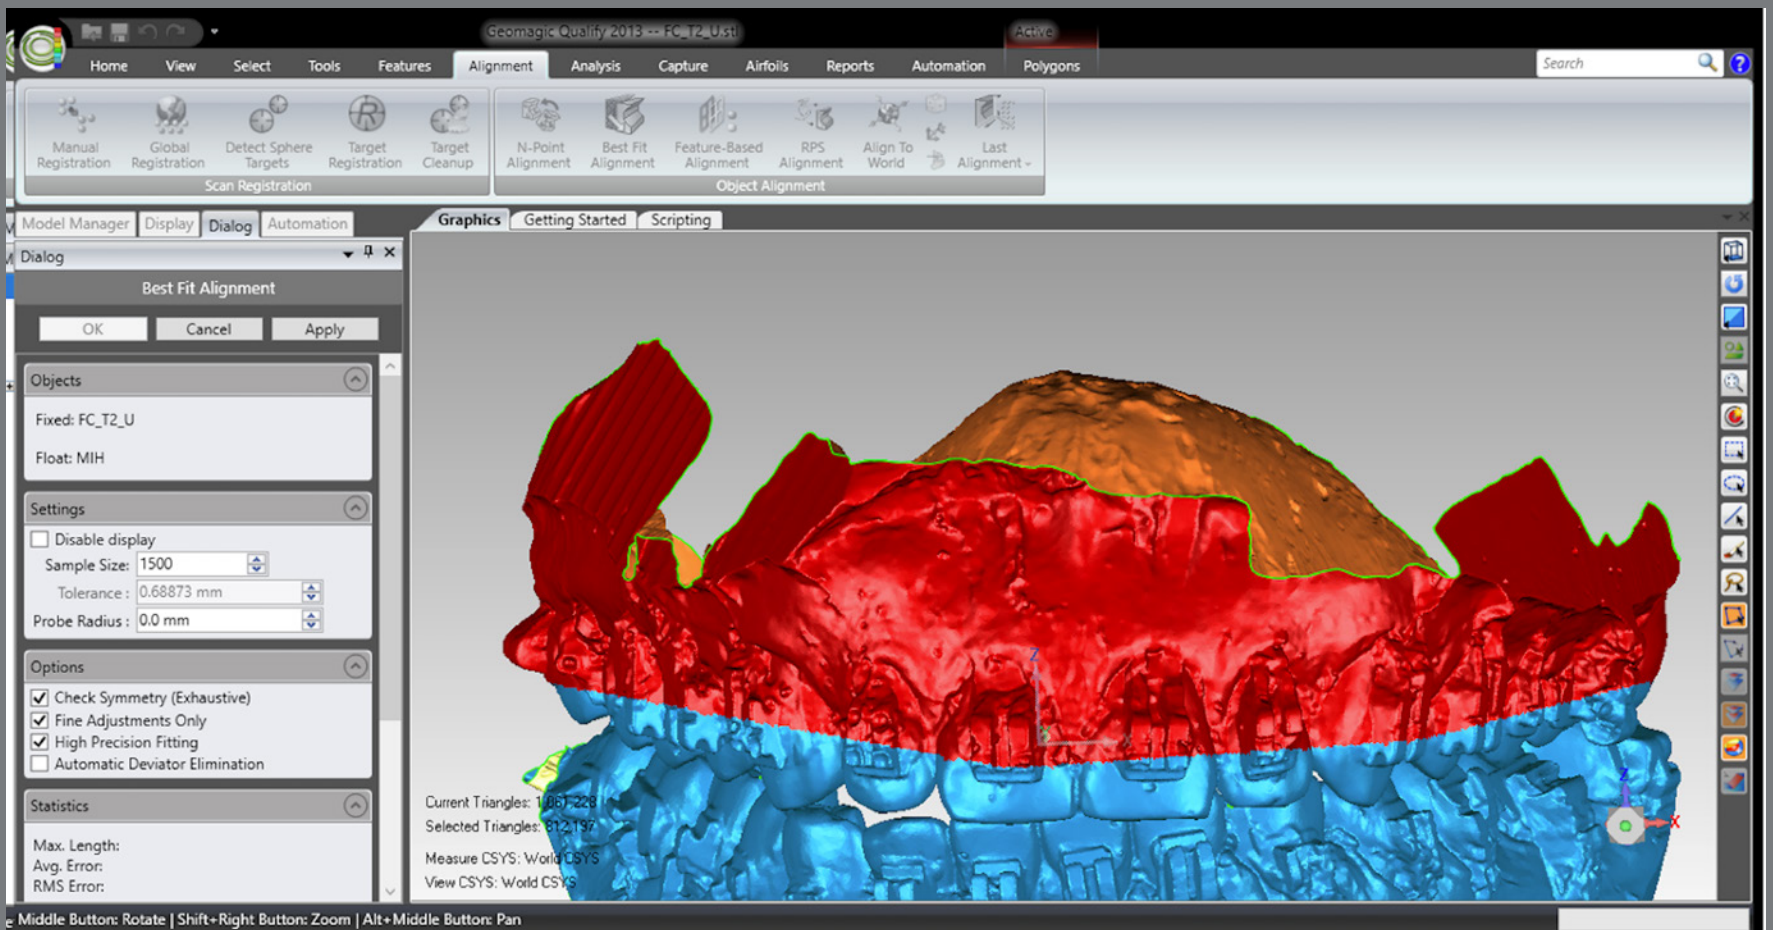 Geomagic Qualify 2013 -- FC_T2_U.stl
Active
Home View Select Tools Features Alignment Analysis Capture Airfoils Reports Automation Polygons
Search
Manual Registration
Global Registration
Detect Sphere Targets
Target Registration
Target Cleanup
N-Point Alignment
Best Fit Alignment
Feature-Based Alignment
RPS Alignment
Align To World
Last Alignment
Scan Registration
Object Alignment
Model Manager Display Dialog Automation
Graphics Getting Started Scripting
Dialog
Best Fit Alignment
OK Cancel Apply
Objects
Fixed: FC_T2_U
Float: MIH
Settings
Disable display
Sample Size: 1500
Tolerance : 0.68873 mm
Probe Radius : 0.0 mm
Options
Check Symmetry (Exhaustive)
Fine Adjustments Only
High Precision Fitting
Automatic Deviator Elimination
Statistics
Max. Length:
Avg. Error:
RMS Error:
Z
X
Current Triangles: 1,061,228
Selected Triangles: 812,197
Measure CSYS: World CSYS
View CSYS: World CSYS
Z
X
Middle Button: Rotate | Shift+Right Button: Zoom | Alt+Middle Button: Pan